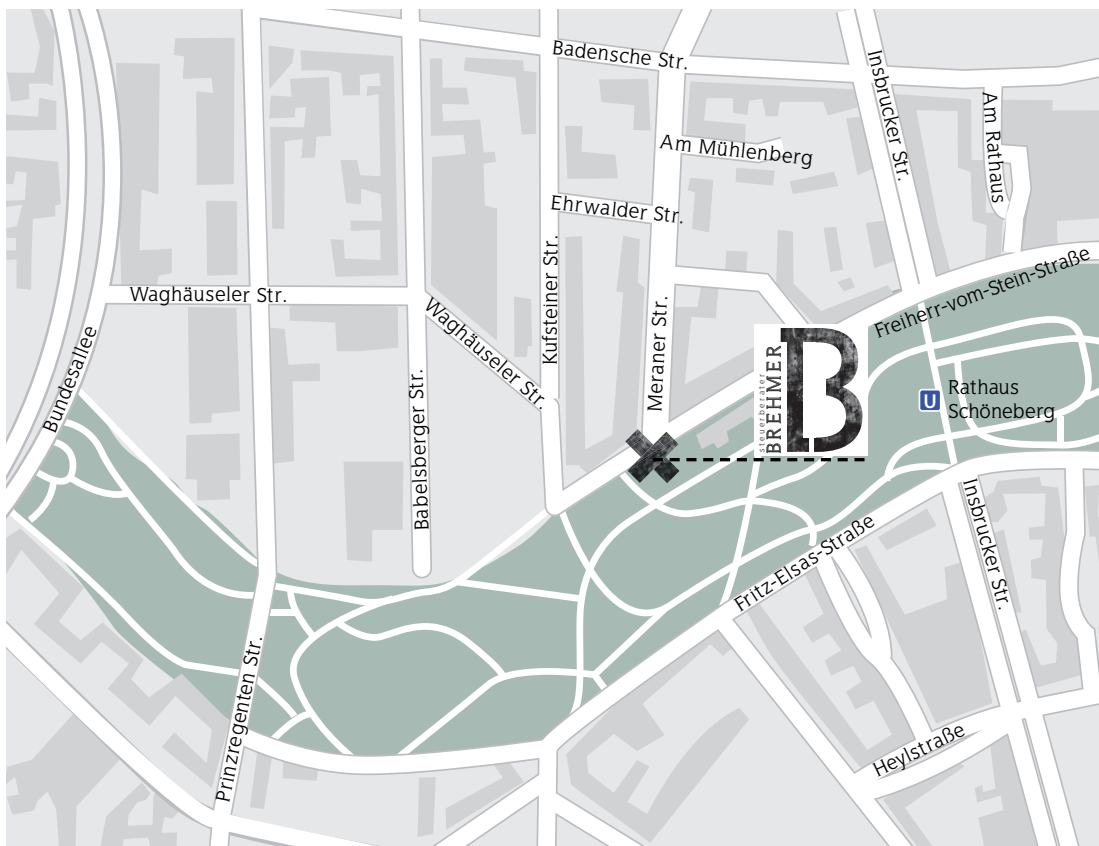 Badensche Str.
Insbrucker Str.
Am Rathaus
Am Mühlenberg
Ehrwalder Str.
Kufsteiner Str.
Waghäuseler Str.
Waghäuseler Str.
Freiherr-vom-Stein-Straße
Meraner Str.
Bundesallee
Babelsberger Str.
steuerberater
BREHMER
B
U
Rathaus
Schöneberg
Insbrucker Str.
Fritz-Elsas-Straße
Prinzregenten Str.
Heylstraße